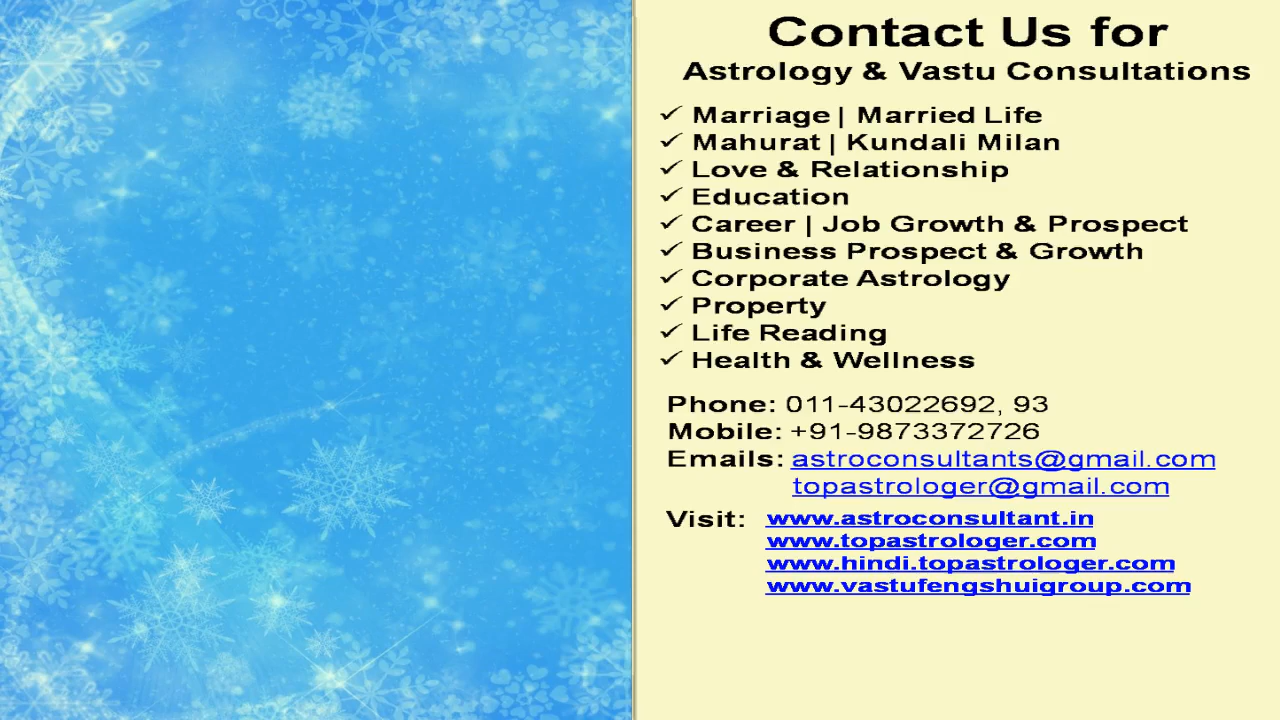 Contact Us for
Astrology & Vastu Consultations
✓ Marriage | Married Life
✓ Mahurat | Kundali Milan
✓ Love & Relationship
✓ Education
✓ Career | Job Growth & Prospect
✓ Business Prospect & Growth
✓ Corporate Astrology
✓ Property
✓ Life Reading
✓ Health & Wellness
Phone: 011-43022692, 93
Mobile: +91-9873372726
Emails: astroconsultants@gmail.com
topastrologer@gmail.com
Visit: www.astroconsultant.in
www.topastrologer.com
www.hindi.topastrologer.com
www.vastufengshuigroup.com